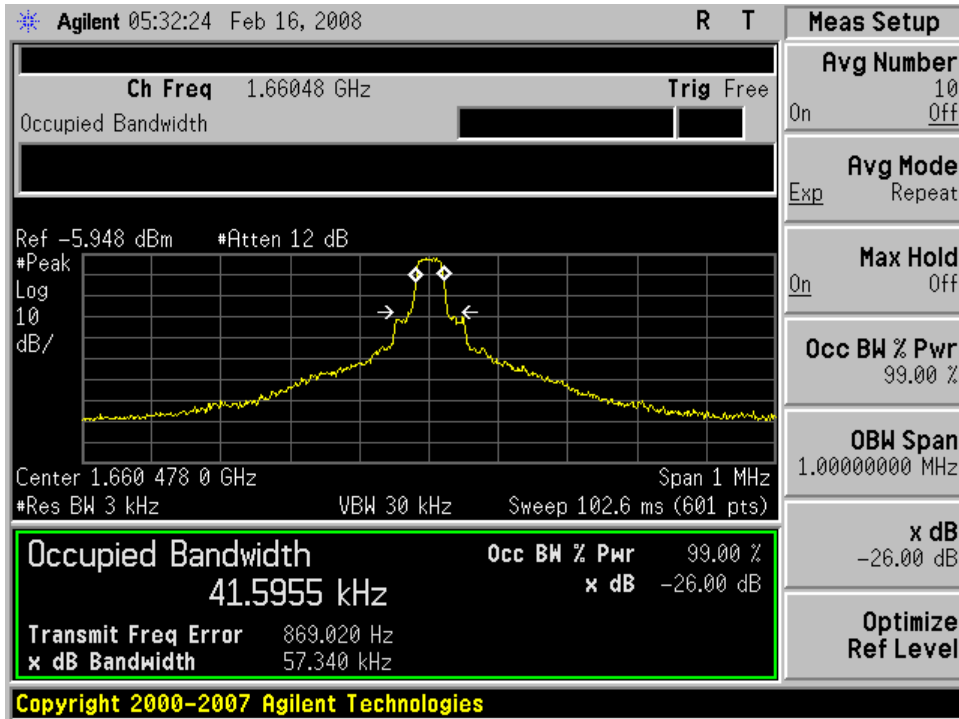 Agilent 05:32:24 Feb 16, 2008 R T
Meas Setup
Ch Freq 1.66048 GHz Trig Free
Occupied Bandwidth
Ref -5.948 dBm #Atten 12 dB
#Peak
Log
10
dB/
Center 1.660 478 0 GHz Span 1 MHz
#Res BW 3 kHz VBW 30 kHz Sweep 102.6 ms (601 pts)
Occupied Bandwidth
41.5955 kHz
Occ BW % Pwr 99.00 %
x dB -26.00 dB
Transmit Freq Error 869.020 Hz
x dB Bandwidth 57.340 kHz
Avg Number
10
On Off
Avg Mode
Exp Repeat
Max Hold
On Off
Occ BW % Pwr
99.00 %
OBW Span
1.00000000 MHz
x dB
-26.00 dB
Optimize
Ref Level
Copyright 2000-2007 Agilent Technologies